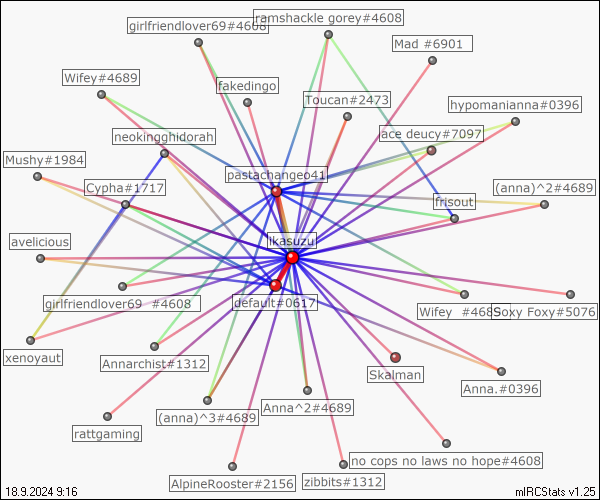 ramshackle gorey#4608
girlfriendlover69#4608
Mad #6901
Wifey#4689
fakedingo
Toucan#2473
hypomanianna#0396
neokingghidorah
ace deucy#7097
Mushy#1984
pastachangeo41
Cypha#1717
(anna)^2#4689
frisout
avelicious
ikasuzu
girlfriendlover69 #4608
default#0617
Wifey #4689
Soxy Foxy#5076
xenoyaut
Annarchist#1312
Skalman
Anna.#0396
(anna)^3#4689
Anna^2#4689
rattgaming
no cops no laws no hope#4608
AlpineRooster#2156
zibbits#1312
18.9.2024 9:16
mIRCStats v1.25